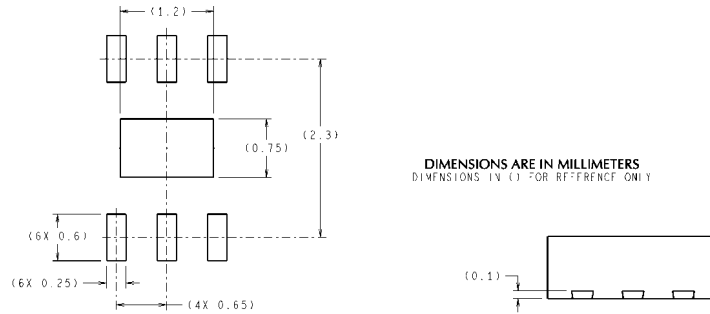 (1.2)
(2.3)
(0.75)
DIMENSIONS ARE IN MILLIMETERS
DIMENSIONS IN () FOR REFERENCE ONLY
(6X 0.6)
(0.1)
(6X 0.25)
(4X 0.65)